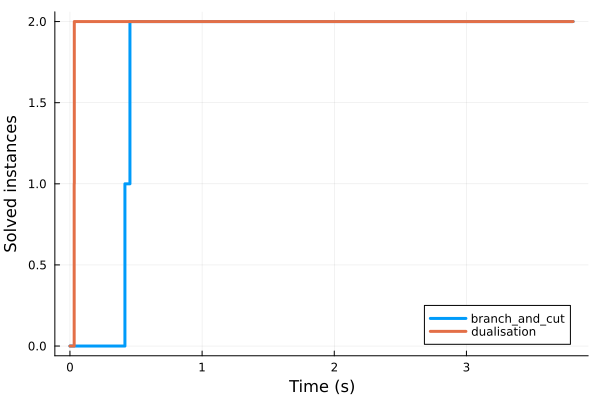 2.0
1.5
1.0
0.5
0.0
Solved instances
0 1 2 3
Time (s)
branch_and_cut
dualisation